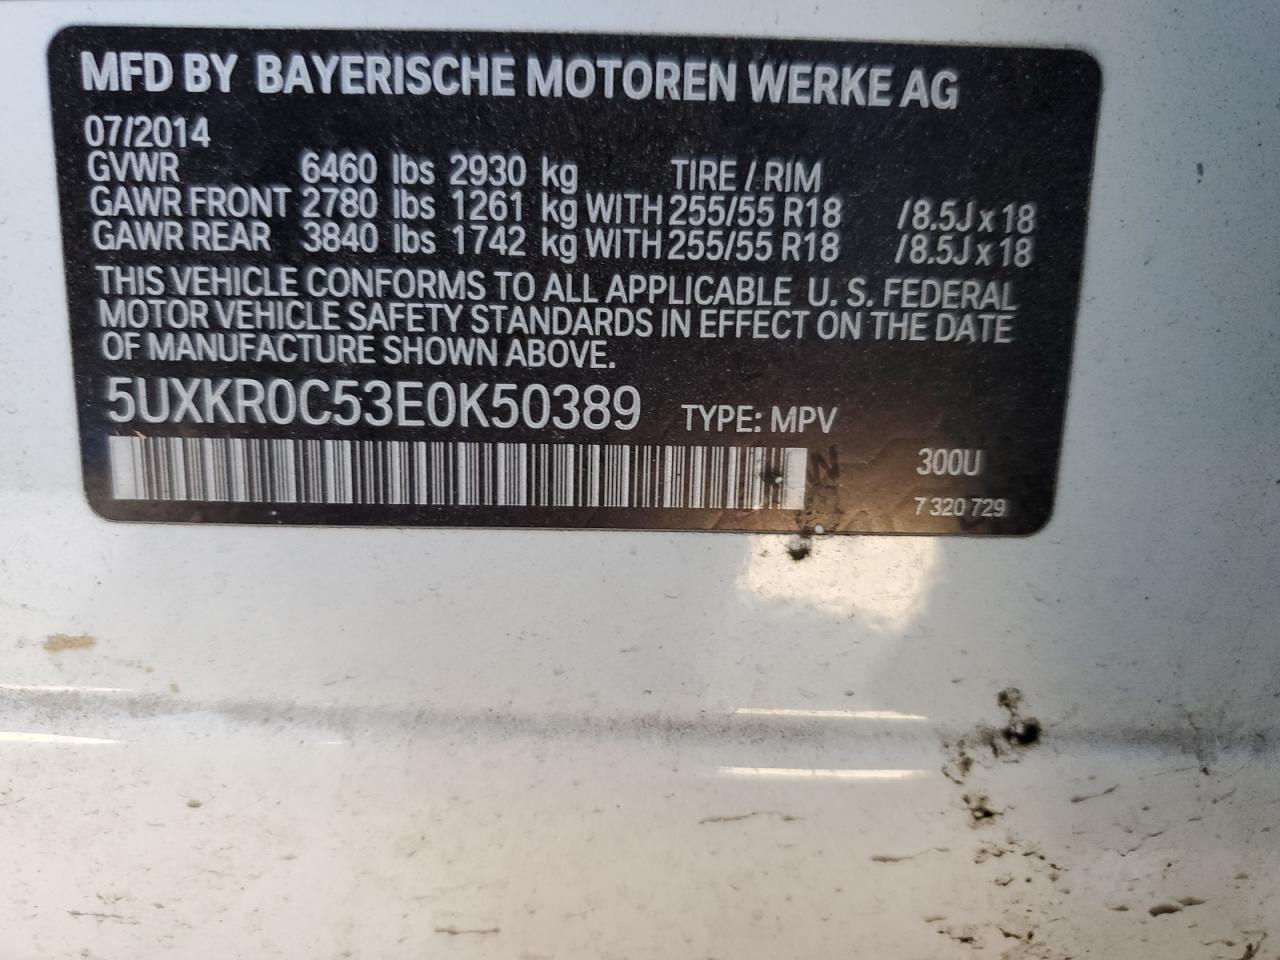 MFD BY BAYERISCHE MOTOREN WERKE AG
07/2014
GVWR 6460 lbs 2930 kg TIRE / RIM
GAWR FRONT 2780 lbs 1261 kg WITH 255/55 R18 /8.5J x 18
GAWR REAR 3840 lbs 1742 kg WITH 255/55 R18 /8.5J x 18
THIS VEHICLE CONFORMS TO ALL APPLICABLE U. S. FEDERAL
MOTOR VEHICLE SAFETY STANDARDS IN EFFECT ON THE DATE
OF MANUFACTURE SHOWN ABOVE.
5UXKR0C53E0K50389 TYPE: MPV
300U
7 320 729